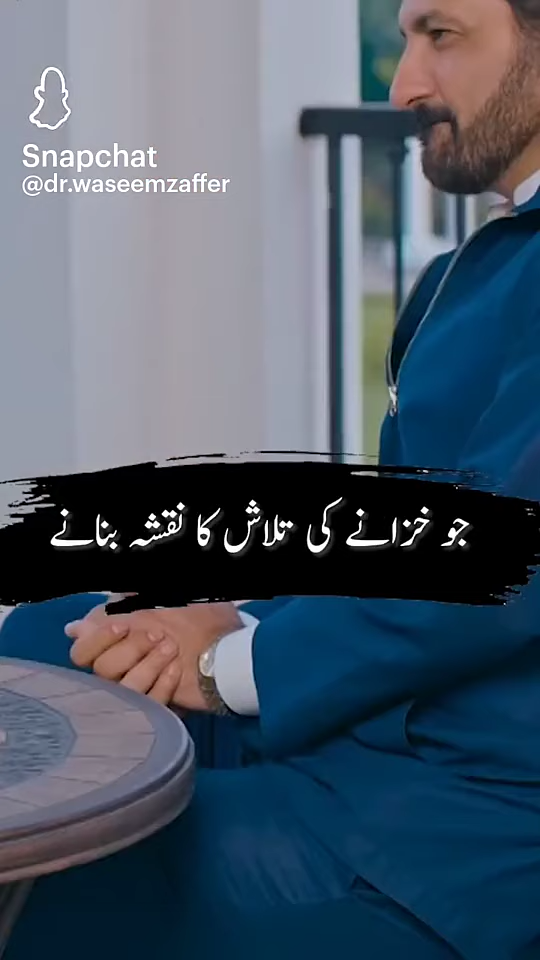 Snapchat
@dr.waseemzaffer
جو خزانے کی تلاش کا نقشہ بنانے